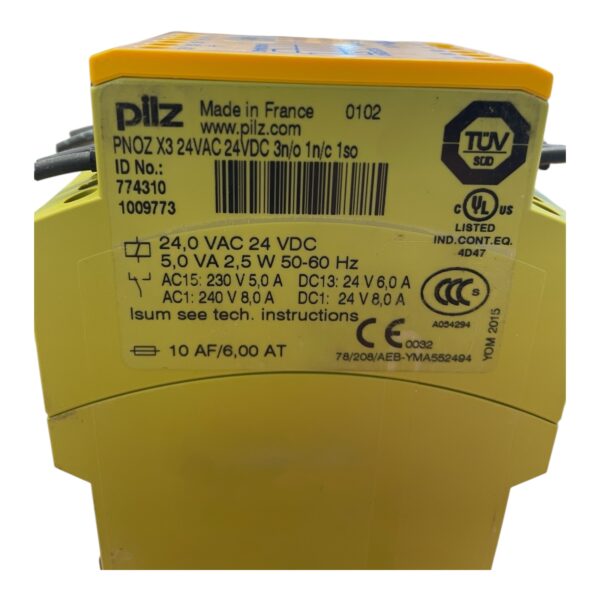 pilz Made in France 0102
www.pilz.com
PNOZ X3 24VAC 24VDC 3n/o 1n/c 1so
ID No.:
774310
1009773
TÜV
SÜD
C UL US
LISTED
IND.CONT.EQ.
4D47
24,0 VAC 24 VDC
5,0 VA 2,5 W 50-60 Hz
AC15: 230 V 5,0 A DC13: 24 V 6,0 A
AC1: 240 V 8,0 A DC1: 24 V 8,0 A
Isum see tech. instructions
CCC S
A054294
10 AF/6,00 AT
CE 0032
78/208/AEB-YMA552494
YOM 2015